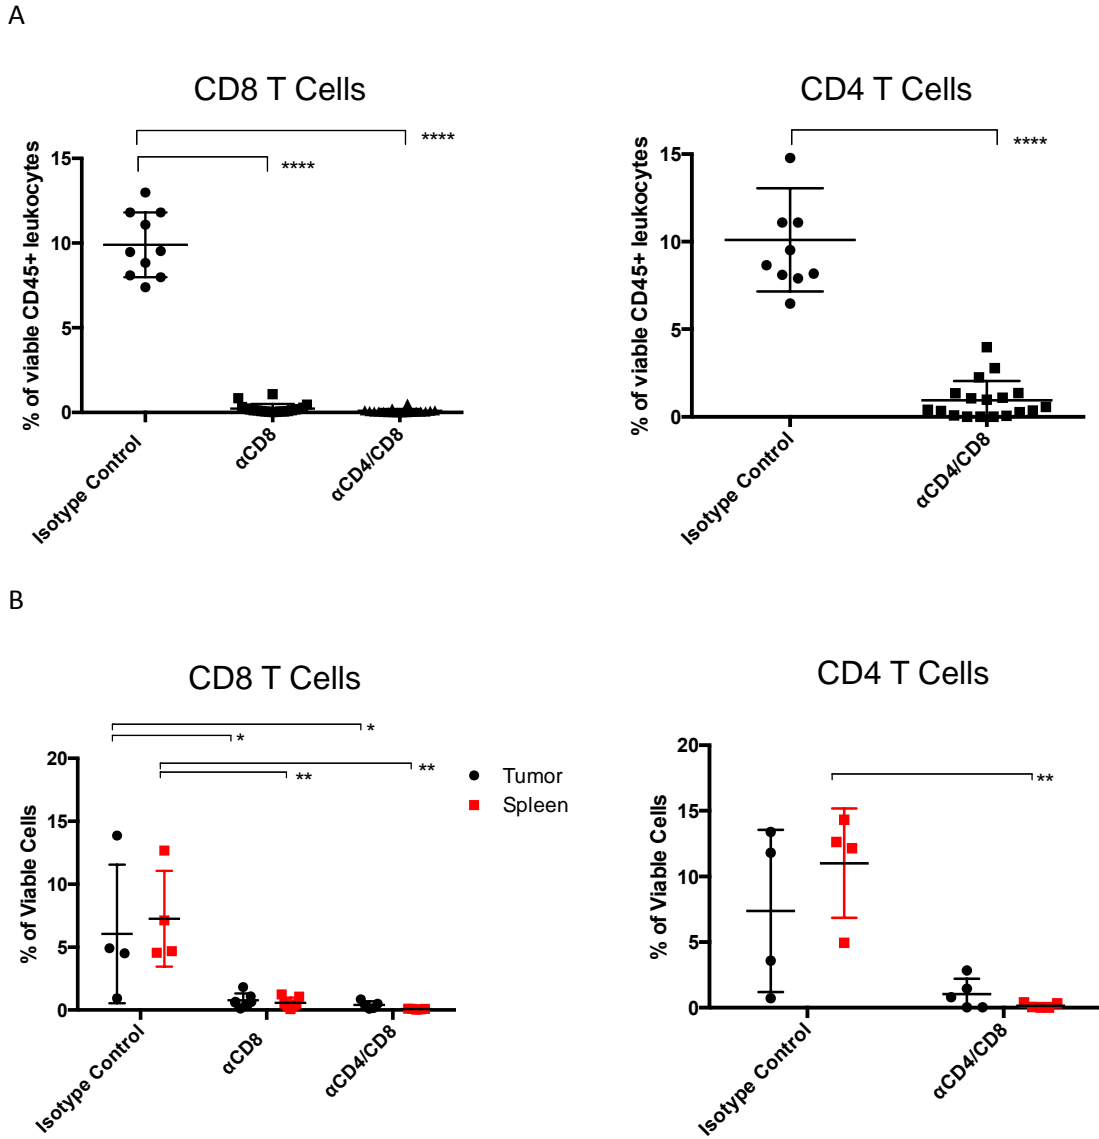 A
CD8 T Cells
% of viable CD45+ leukocytes
15
10
5
0
****
****
Isotype Control
αCD8
αCD4/CD8
CD4 T Cells
% of viable CD45+ leukocytes
15
10
5
0
****
Isotype Control
αCD4/CD8
B
CD8 T Cells
% of Viable Cells
20
15
10
5
0
*
*
**
**
Tumor
Spleen
Isotype Control
αCD8
αCD4/CD8
CD4 T Cells
% of Viable Cells
20
15
10
5
0
**
Isotype Control
αCD4/CD8